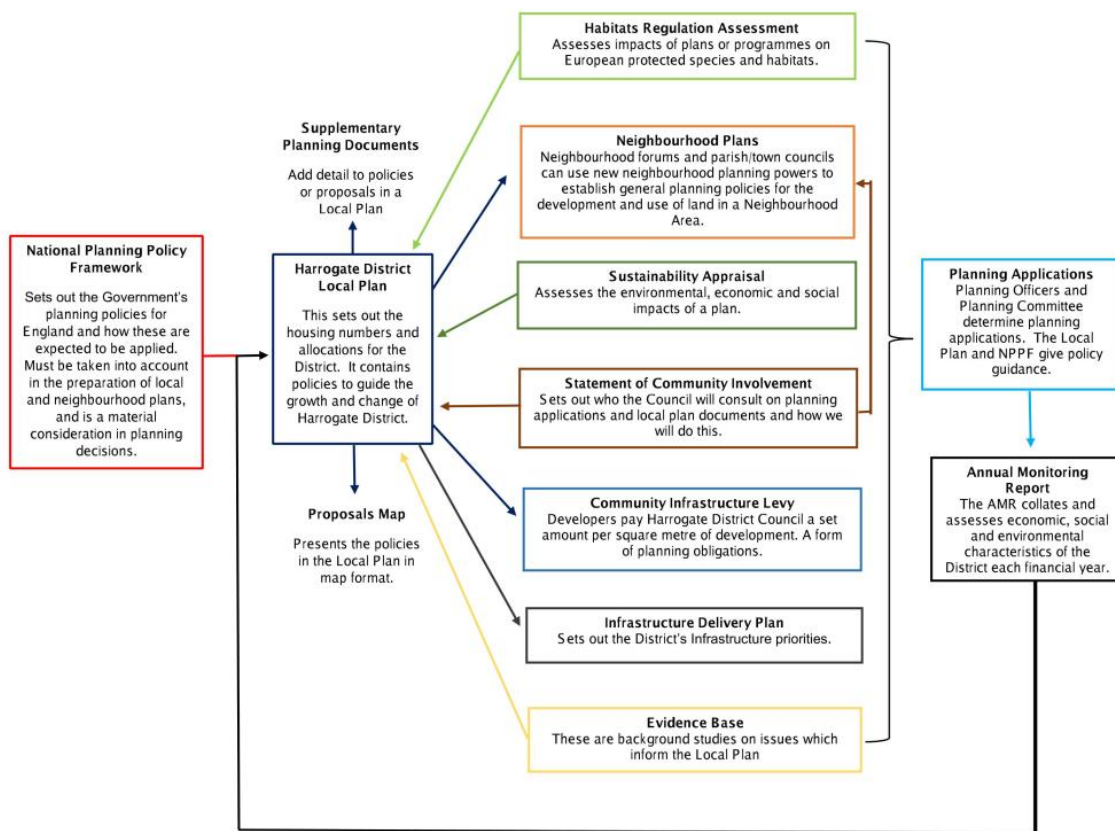 Habitats Regulation Assessment
Assesses impacts of plans or programmes on
European protected species and habitats.
Supplementary
Planning Documents
Add detail to policies
or proposals in a
Local Plan
Neighbourhood Plans
Neighbourhood forums and parish/town councils
can use new neighbourhood planning powers to
establish general planning policies for the
development and use of land in a Neighbourhood
Area.
National Planning Policy
Framework
Sets out the Government's
planning policies for
England and how these are
expected to be applied.
Must be taken into account
in the preparation of local
and neighbourhood plans,
and is a material
consideration in planning
decisions.
Harrogate District
Local Plan
This sets out the
housing numbers and
allocations for the
District. It contains
policies to guide the
growth and change of
Harrogate District.
Sustainability Appraisal
Assesses the environmental, economic and social
impacts of a plan.
Planning Applications
Planning Officers and
Planning Committee
determine planning
applications. The Local
Plan and NPPF give policy
guidance.
Statement of Community Involvement
Sets out who the Council will consult on planning
applications and local plan documents and how we
will do this.
Annual Monitoring
Report
The AMR collates and
assesses economic, social
and environmental
characteristics of the
District each financial year.
Proposals Map
Presents the policies
in the Local Plan in
map format.
Community Infrastructure Levy
Developers pay Harrogate District Council a set
amount per square metre of development. A form
of planning obligations.
Infrastructure Delivery Plan
Sets out the District's Infrastructure priorities.
Evidence Base
These are background studies on issues which
inform the Local Plan